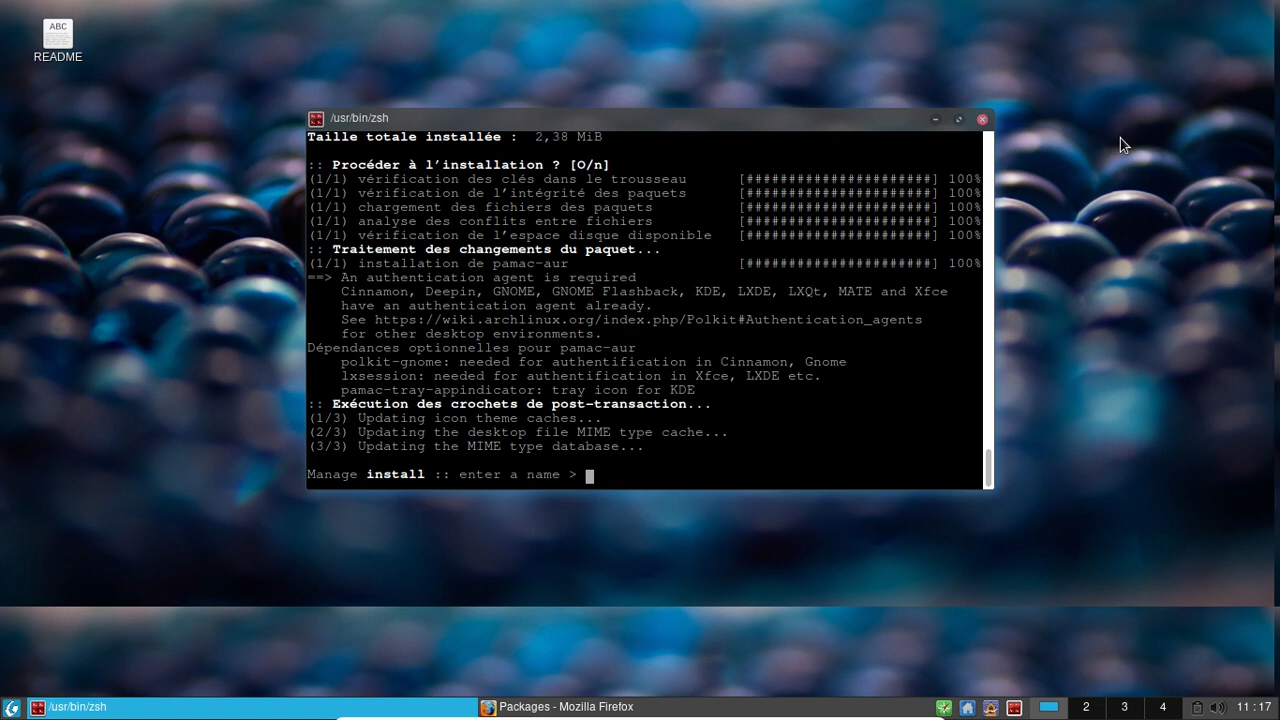 ABC
README
/usr/bin/zsh
Taille totale installée :  2,38 MiB
:: Procéder à l’installation ? [O/n]
(1/1) vérification des clés dans le trousseau [######################] 100%
(1/1) vérification de l’intégrité des paquets [######################] 100%
(1/1) chargement des fichiers des paquets [######################] 100%
(1/1) analyse des conflits entre fichiers [######################] 100%
(1/1) vérification de l’espace disque disponible [######################] 100%
:: Traitement des changements du paquet...
(1/1) installation de pamac-aur [######################] 100%
==> An authentication agent is required
Cinnamon, Deepin, GNOME, GNOME Flashback, KDE, LXDE, LXQt, MATE and Xfce
have an authentication agent already.
See https://wiki.archlinux.org/index.php/Polkit#Authentication_agents
for other desktop environments.
Dépendances optionnelles pour pamac-aur
polkit-gnome: needed for authentification in Cinnamon, Gnome
lxsession: needed for authentification in Xfce, LXDE etc.
pamac-tray-appindicator: tray icon for KDE
:: Exécution des crochets de post-transaction...
(1/3) Updating icon theme caches...
(2/3) Updating the desktop file MIME type cache...
(3/3) Updating the MIME type database...
Manage install :: enter a name >
/usr/bin/zsh
Packages - Mozilla Firefox
2 3 4
11:17